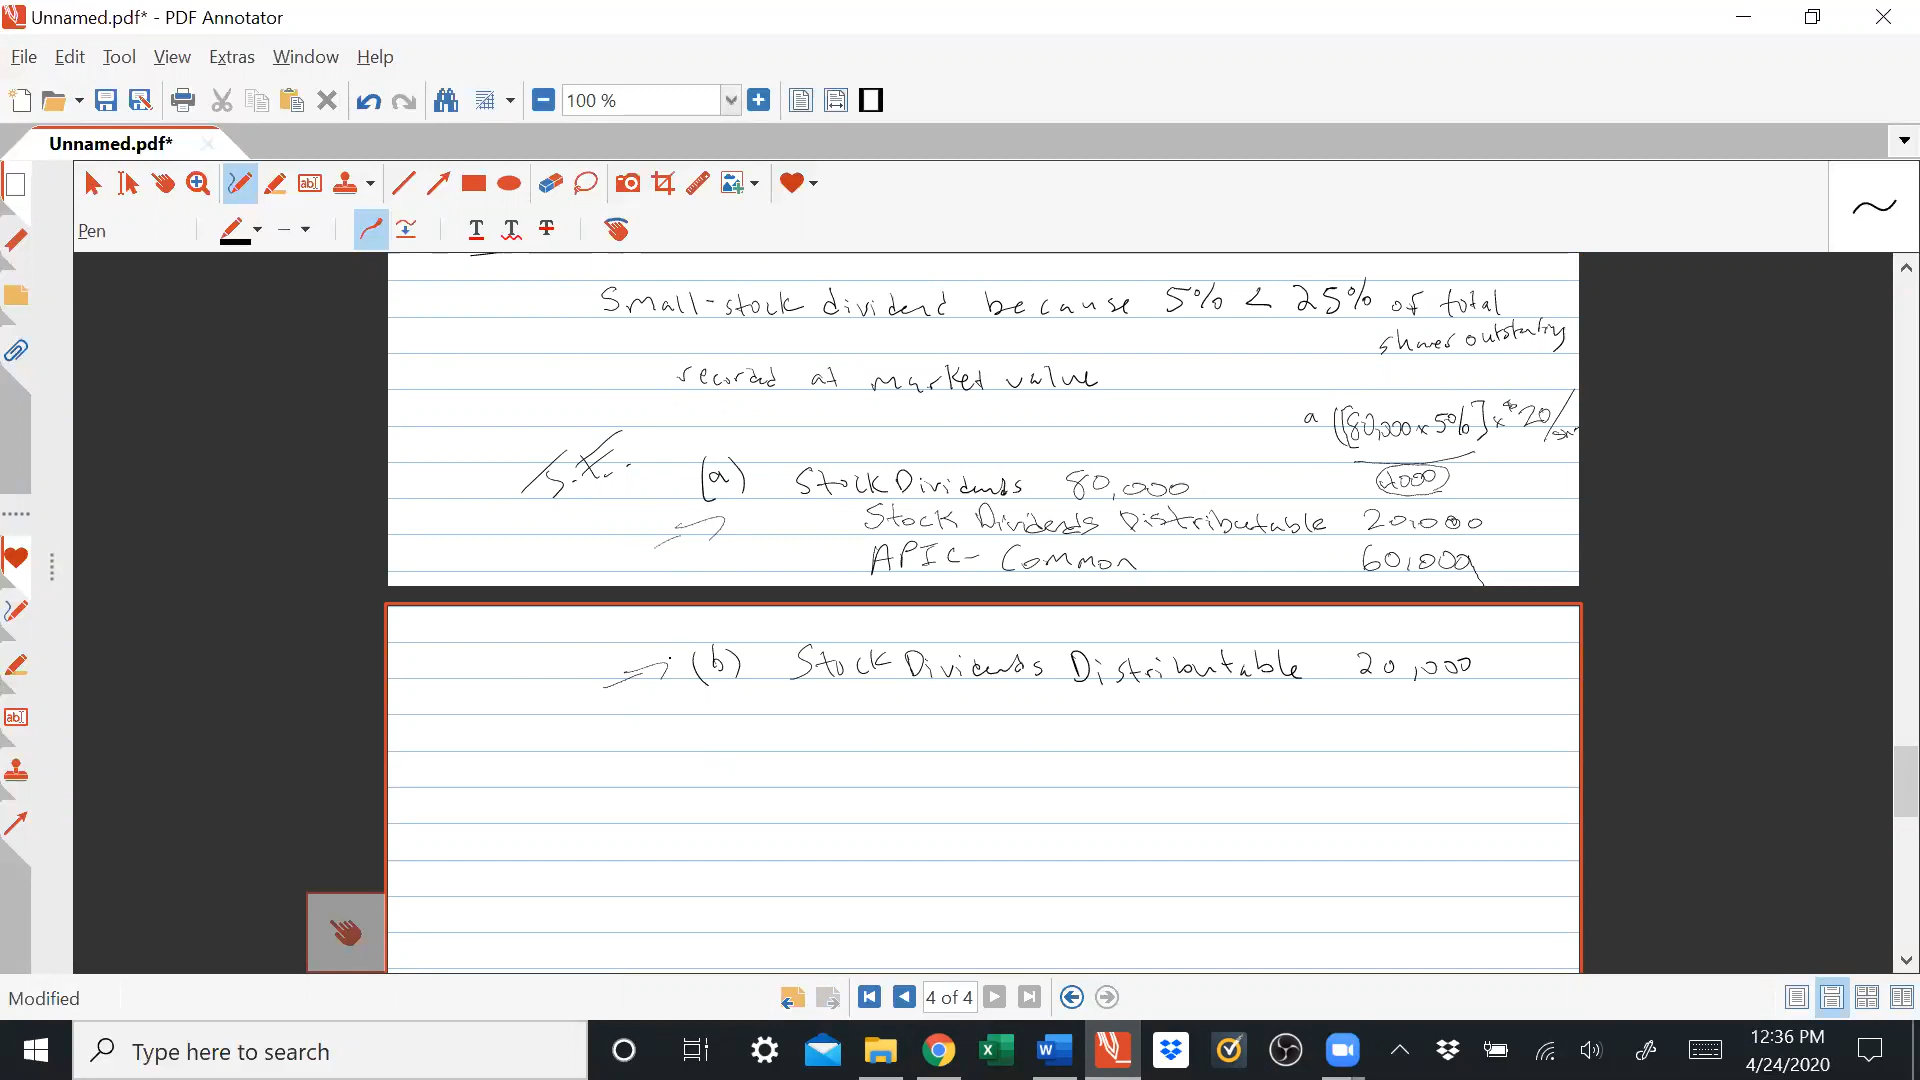 Unnamed.pdf* - PDF Annotator
File Edit Tool View Extras Window Help
100 %
Unnamed.pdf*
Pen
Small-stock dividend because 5% < 25% of total
shares outstanding
recorded at market value
a ([80,000 x 5%] x $20/
4000
(a) Stock Dividends 80,000
Stock Dividends Distributable 20,000
APIC - Common 60,000
(b) Stock Dividends Distributable 20,000
Modified
4 of 4
Type here to search
12:36 PM
4/24/2020